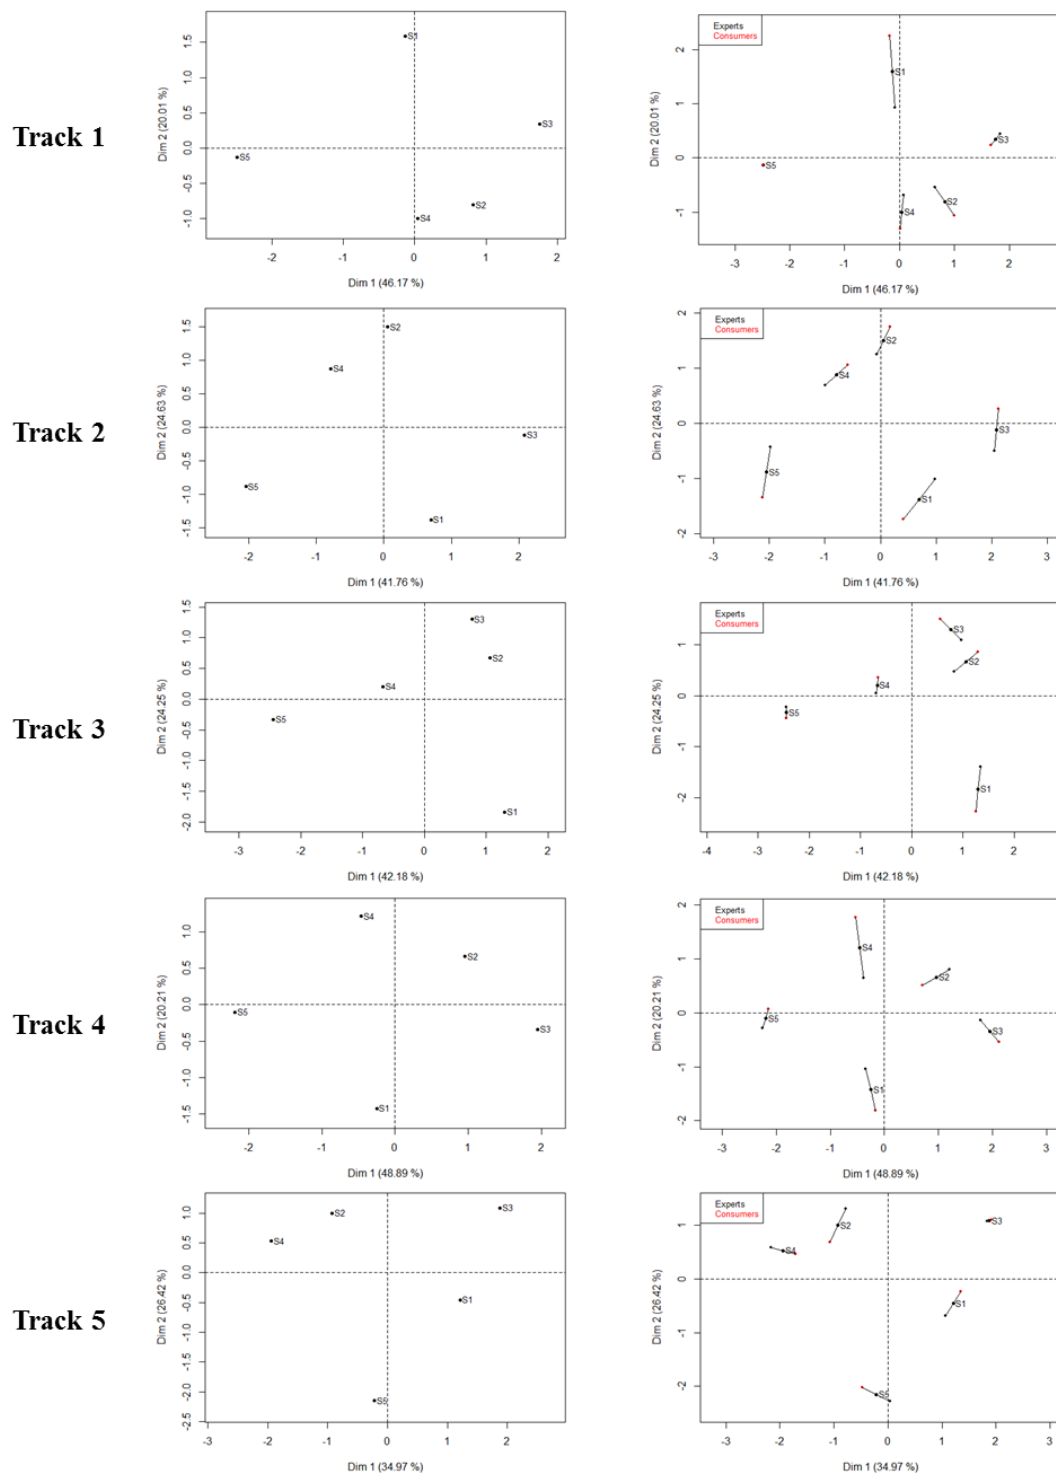 Track 1
Dim 2 (20.01 %)
1.5
0.5
0.0
-0.5
-1.0
S1
S3
S5
S2
S4
-2
-1
0
1
2
Dim 1 (46.17 %)
Experts
Consumers
Dim 2 (20.01 %)
2
1
0
-1
S1
S3
S5
S2
S4
-3
-2
-1
0
1
2
Dim 1 (46.17 %)
Track 2
Dim 2 (24.63 %)
1.5
1.0
0.5
0.0
-0.5
-1.0
-1.5
S2
S4
S3
S5
S1
-2
-1
0
1
2
Dim 1 (41.76 %)
Experts
Consumers
Dim 2 (24.63 %)
2
1
0
-1
-2
S2
S4
S3
S5
S1
-3
-2
-1
0
1
2
3
Dim 1 (41.76 %)
Track 3
Dim 2 (24.25 %)
1.5
1.0
0.5
0.0
-0.5
-1.0
-1.5
-2.0
S3
S2
S4
S5
S1
-3
-2
-1
0
1
2
Dim 1 (42.18 %)
Experts
Consumers
Dim 2 (24.25 %)
1
0
-1
-2
S3
S2
S4
S5
S1
-4
-3
-2
-1
0
1
2
Dim 1 (42.18 %)
Track 4
Dim 2 (20.21 %)
1.0
0.5
0.0
-0.5
-1.0
-1.5
S4
S2
S5
S3
S1
-2
-1
0
1
2
Dim 1 (48.89 %)
Experts
Consumers
Dim 2 (20.21 %)
2
1
0
-1
-2
S4
S2
S5
S3
S1
-3
-2
-1
0
1
2
3
Dim 1 (48.89 %)
Track 5
Dim 2 (26.42 %)
1.0
0.5
0.0
-0.5
-1.0
-1.5
-2.0
-2.5
S3
S2
S4
S1
S5
-3
-2
-1
0
1
2
Dim 1 (34.97 %)
Experts
Consumers
Dim 2 (26.42 %)
1
0
-1
-2
S3
S2
S4
S1
S5
-3
-2
-1
0
1
2
3
Dim 1 (34.97 %)